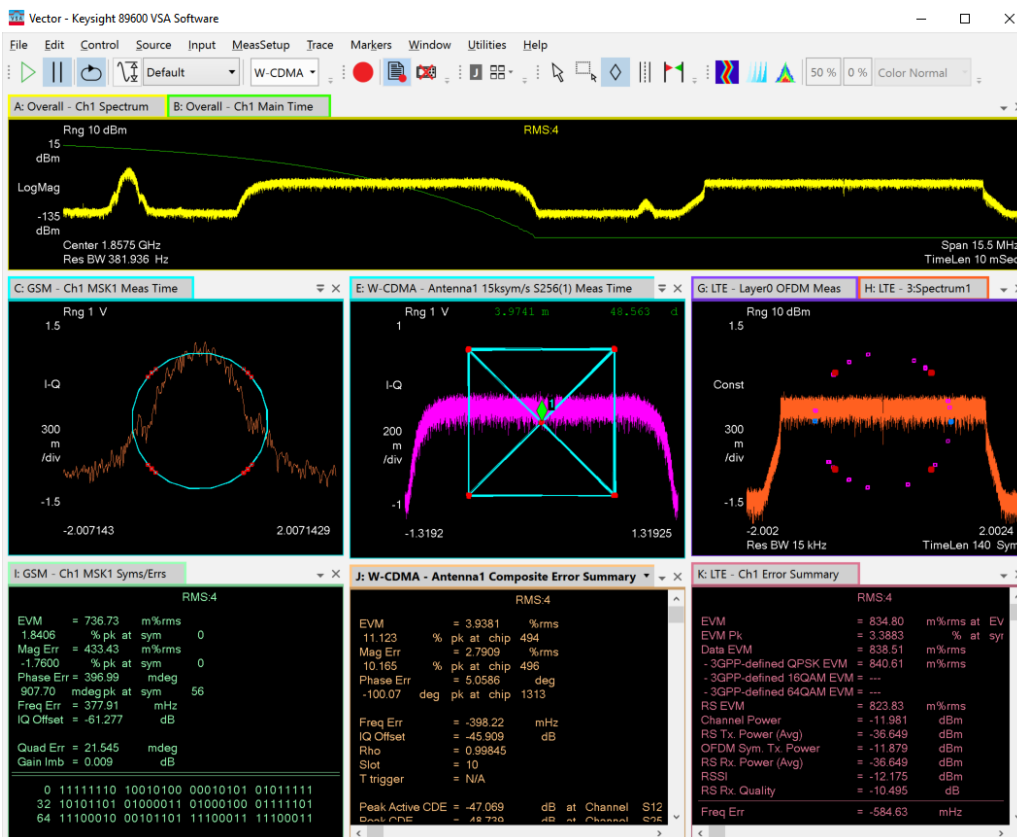 Vector - Keysight 89600 VSA Software
File Edit Control Source Input MeasSetup Trace Markers Window Utilities Help
Default W-CDMA 50 % 0 % Color Normal
A: Overall - Ch1 Spectrum B: Overall - Ch1 Main Time
Rng 10 dBm RMS:4
15
dBm
LogMag
-135
dBm
Center 1.8575 GHz Span 15.5 MHz
Res BW 381.936 Hz TimeLen 10 mSec
C: GSM - Ch1 MSK1 Meas Time
Rng 1 V
1.5
I-Q
300
m
/div
-1.5
-2.007143 2.0071429
E: W-CDMA - Antenna1 15ksym/s S256(1) Meas Time
Rng 1 V 3.9741 m 48.563 d
1
I-Q
1
200
m
/div
-1
-1.3192 1.31925
G: LTE - Layer0 OFDM Meas H: LTE - 3:Spectrum1
Rng 10 dBm
1.5
Const
300
m
/div
-1.5
-2.002 2.0024
Res BW 15 kHz TimeLen 140 Sym
I: GSM - Ch1 MSK1 Syms/Errs
RMS:4
EVM = 736.73 m%rms
1.8406 % pk at sym 0
Mag Err = 433.43 m%rms
-1.7600 % pk at sym 0
Phase Err = 396.99 mdeg
907.70 mdeg pk at sym 56
Freq Err = 377.91 mHz
IQ Offset = -61.277 dB
Quad Err = 21.545 mdeg
Gain Imb = 0.009 dB
0 11111110 10010100 00010101 01011111
32 10101101 01000011 01000100 01111101
64 11100010 00101101 11100011 11100011
J: W-CDMA - Antenna1 Composite Error Summary
RMS:4
EVM = 3.9381 %rms
11.123 % pk at chip 494
Mag Err = 2.7909 %rms
10.165 % pk at chip 496
Phase Err = 5.0586 deg
-100.07 deg pk at chip 1313
Freq Err = -398.22 mHz
IQ Offset = -45.909 dB
Rho = 0.99845
Slot = 10
T trigger = N/A
Peak Active CDE = -47.069 dB at Channel S12
Peak CDE = -48.739 dB at Channel S25
K: LTE - Ch1 Error Summary
RMS:4
EVM = 834.80 m%rms at EV
EVM Pk = 3.3883 % at syr
Data EVM = 838.51 m%rms
- 3GPP-defined QPSK EVM = 840.61 m%rms
- 3GPP-defined 16QAM EVM = ---
- 3GPP-defined 64QAM EVM = ---
RS EVM = 823.83 m%rms
Channel Power = -11.981 dBm
RS Tx. Power (Avg) = -36.649 dBm
OFDM Sym. Tx. Power = -11.879 dBm
RS Rx. Power (Avg) = -36.649 dBm
RSSI = -12.175 dBm
RS Rx. Quality = -10.495 dB
Freq Err = -584.63 mHz